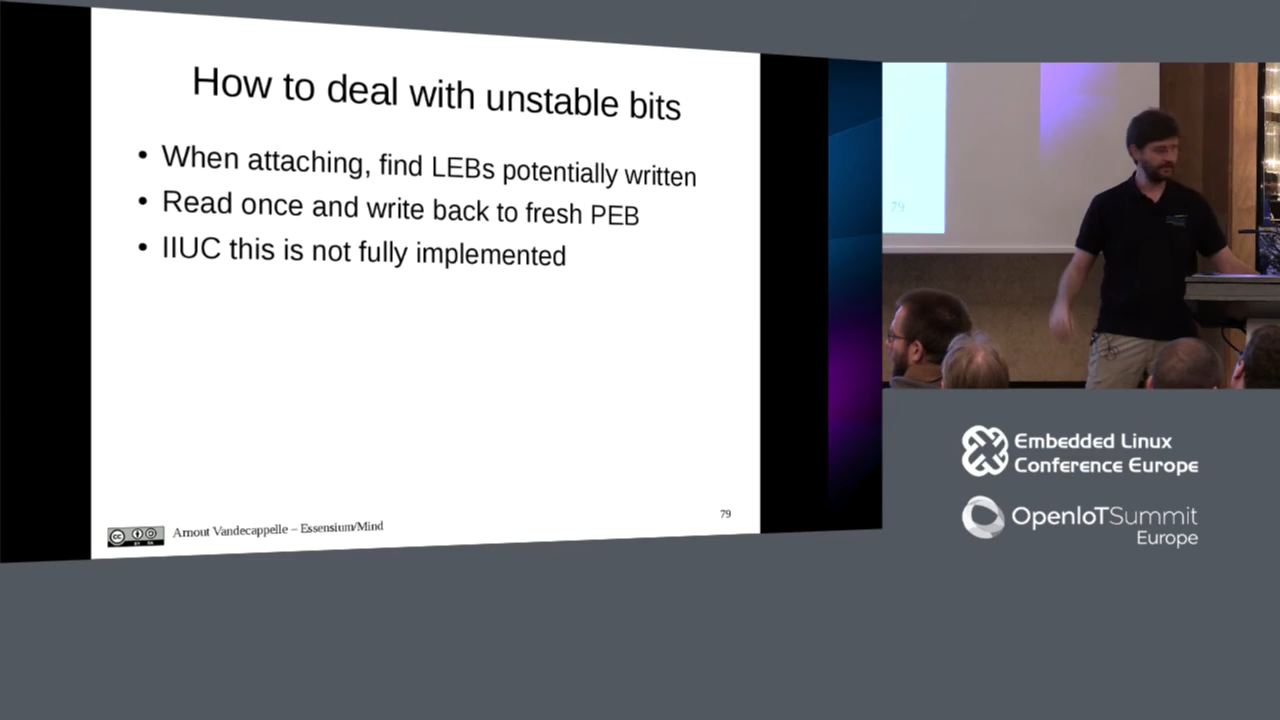 How to deal with unstable bits
• When attaching, find LEBs potentially written
• Read once and write back to fresh PEB
• IIUC this is not fully implemented
79
Arnout Vandecappelle – Essensium/Mind
79
Embedded Linux
Conference Europe
OpenIoTSummit
Europe